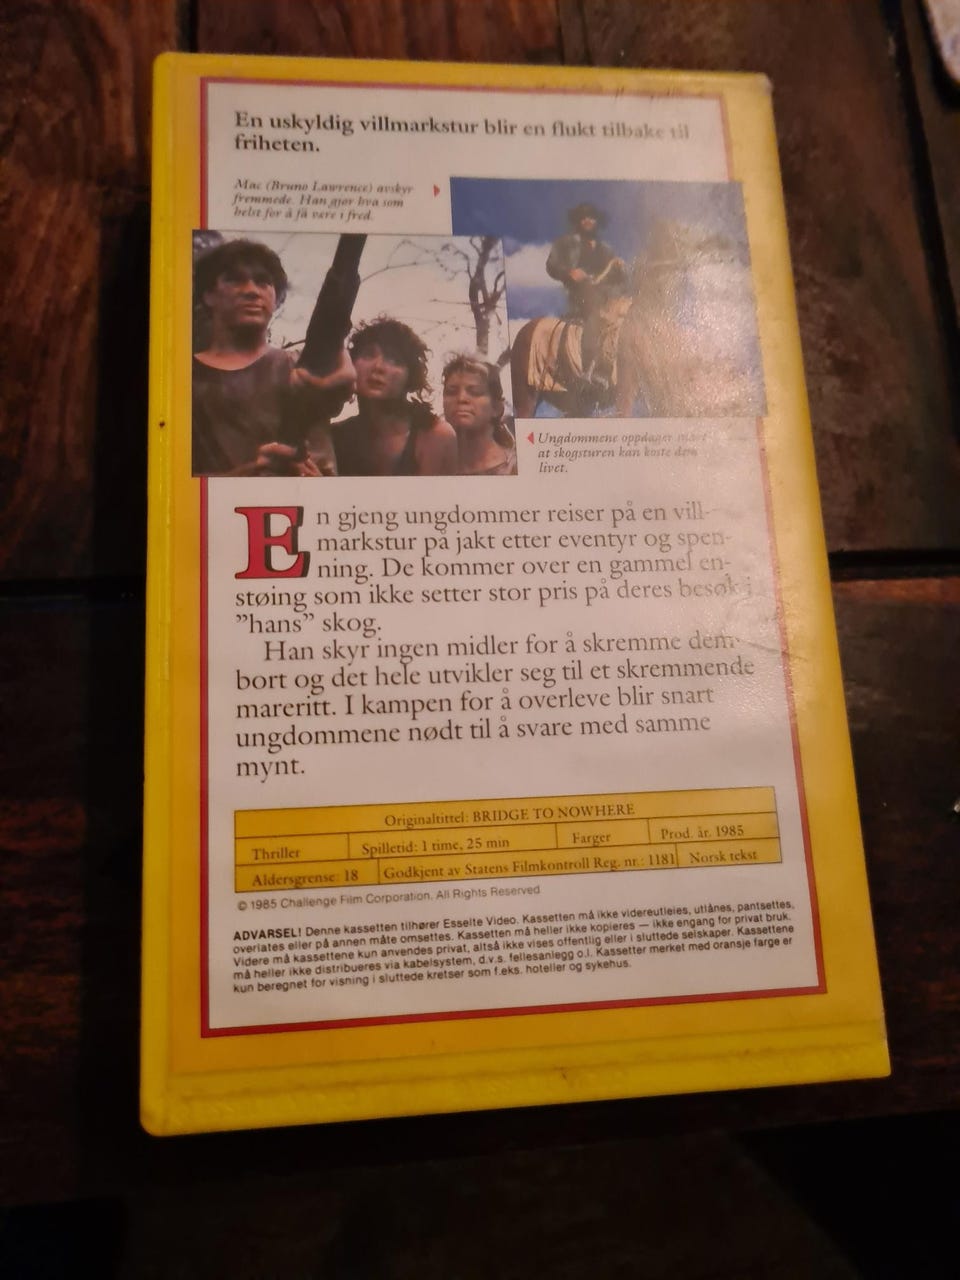 En uskyldig villmarkstur blir en flukt tilbake til
friheten.
Mac (Bruno Lawrence) avskyr
fremmede. Han gjør hva som
helst for å få være i fred.
Ungdommene oppdager snart
at skogsturen kan koste dem
livet.
En gjeng ungdommer reiser på en vill-
markstur på jakt etter eventyr og spen-
ning. De kommer over en gammel en-
støing som ikke setter stor pris på deres besøk i
"hans" skog.
Han skyr ingen midler for å skremme dem
bort og det hele utvikler seg til et skremmende
mareritt. I kampen for å overleve blir snart
ungdommene nødt til å svare med samme
mynt.
Originaltittel: BRIDGE TO NOWHERE
Thriller Spilletid: 1 time, 25 min Farger Prod. år. 1985
Aldersgrense: 18 Godkjent av Statens Filmkontroll Reg. nr.: 1181 Norsk tekst
© 1985 Challenge Film Corporation. All Rights Reserved
ADVARSEL! Denne kassetten tilhører Esselte Video. Kassetten må ikke videreutleies, utlånes, pantsettes,
overlates eller på annen måte omsettes. Kassetten må heller ikke kopieres — ikke engang for privat bruk.
Videre må kassettene kun anvendes privat, altså ikke vises offentlig eller i sluttede selskaper. Kassettene
må heller ikke distribueres via kabelsystem, d.v.s. fellesanlegg o.l. Kassetter merket med oransje farge er
kun beregnet for visning i sluttede kretser som f.eks. hoteller og sykehus.